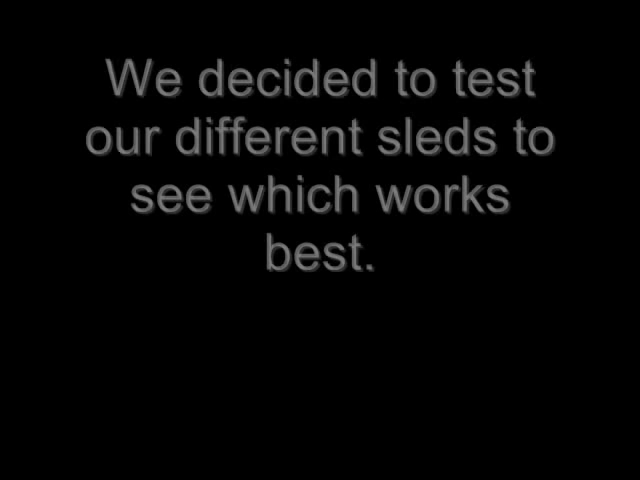 We decided to test
our different sleds to
see which works
best.